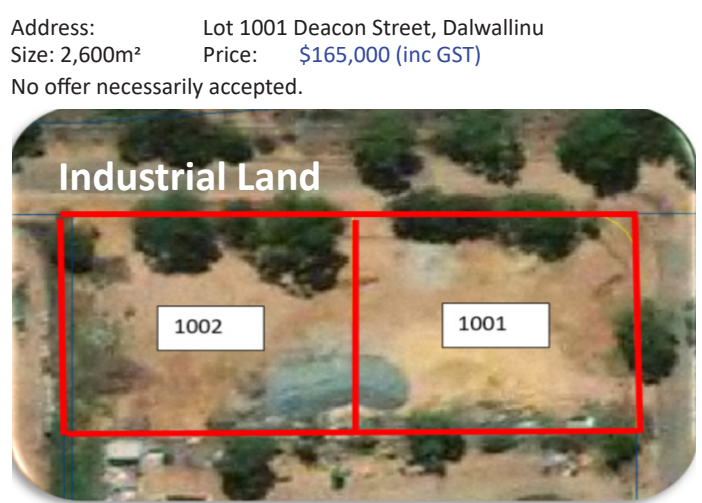 Address: Lot 1001 Deacon Street, Dalwallinu
Size: 2,600m² Price: $165,000 (inc GST)
No offer necessarily accepted.
Industrial Land
1002 1001